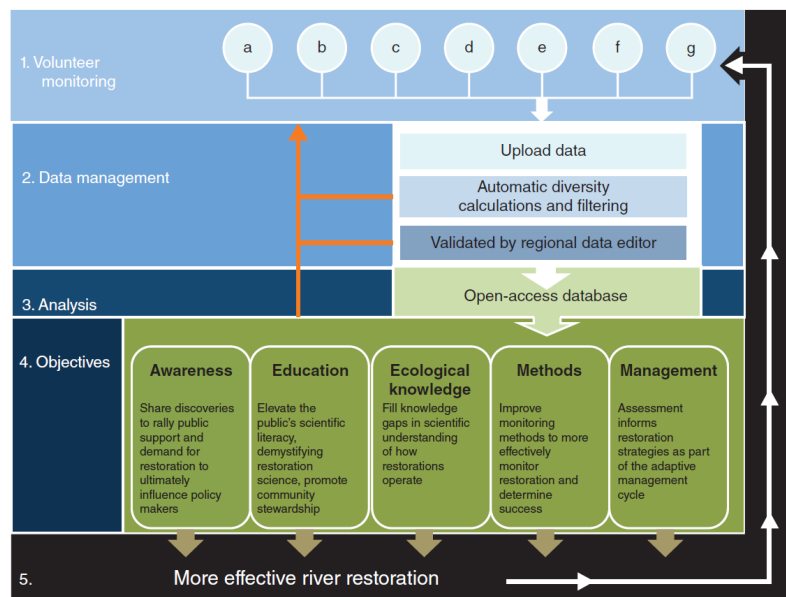 a b c d e f g
1. Volunteer
monitoring
Upload data
2. Data management
Automatic diversity
calculations and filtering
Validated by regional data editor
3. Analysis
Open-access database
4. Objectives
Awareness
Share discoveries
to rally public
support and
demand for
restoration to
ultimately
influence policy
makers
Education
Elevate the
public's scientific
literacy,
demystifying
restoration
science, promote
community
stewardship
Ecological
knowledge
Fill knowledge
gaps in scientific
understanding
of how
restorations
operate
Methods
Improve
monitoring
methods to more
effectively
monitor
restoration and
determine
success
Management
Assessment
informs
restoration
strategies as part
of the adaptive
management
cycle
5.
More effective river restoration